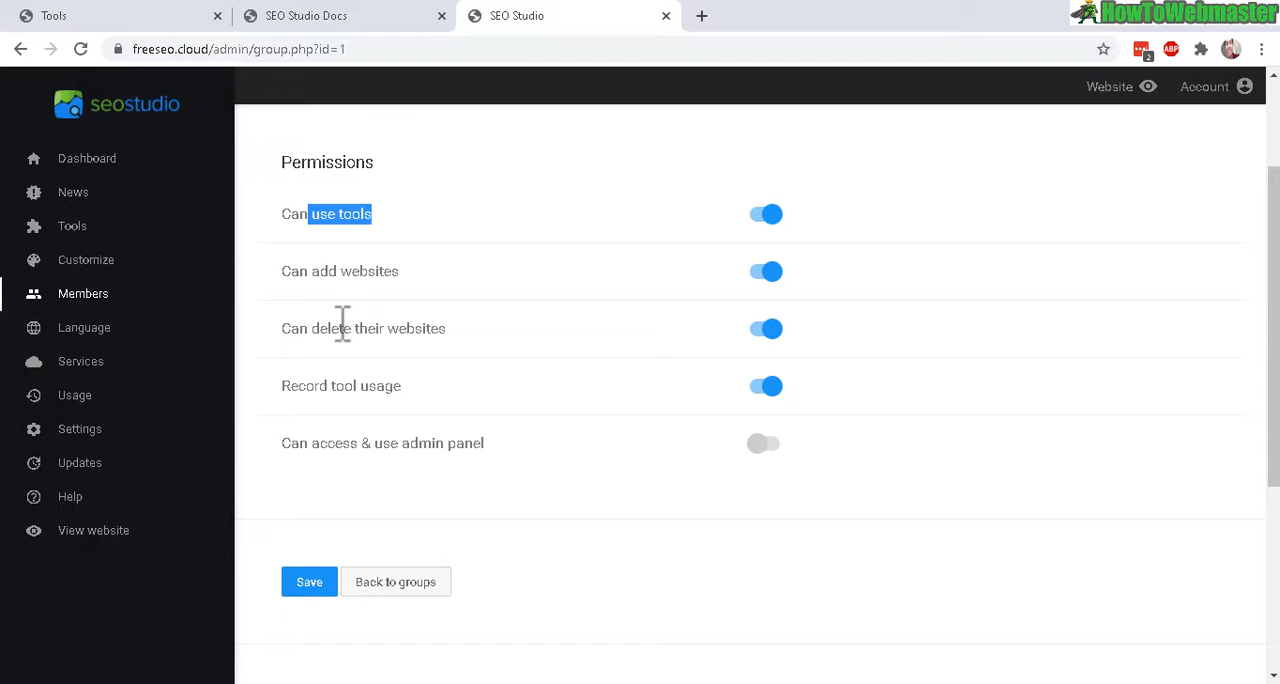 Tools
SEO Studio Docs
SEO Studio
HowToWebmaster
freeseo.cloud/admin/group.php?id=1
2
ABP
seostudio
Website
Account
Dashboard
News
Tools
Customize
Members
Language
Services
Usage
Settings
Updates
Help
View website
Permissions
Can use tools
Can add websites
Can delete their websites
Record tool usage
Can access & use admin panel
Save
Back to groups